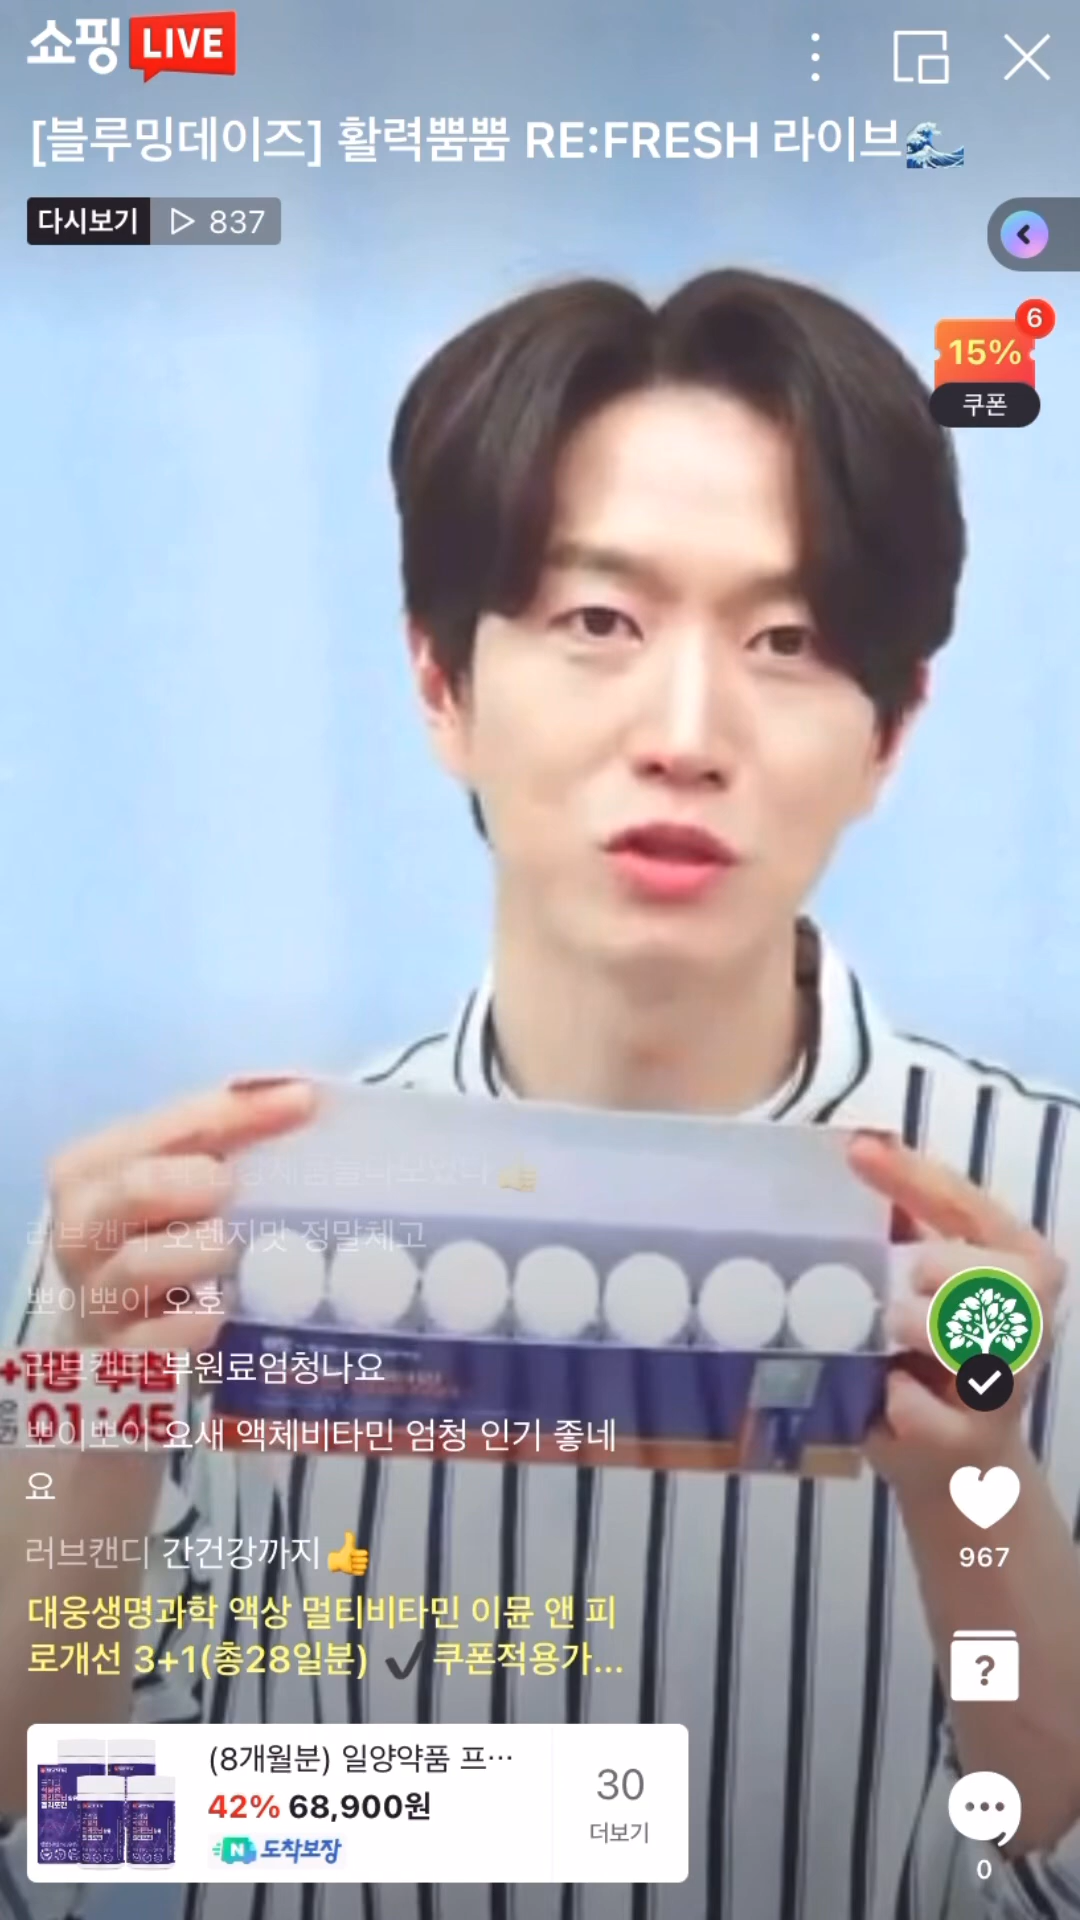 쇼핑 LIVE
[블루밍데이즈] 활력뿜뿜 RE:FRESH 라이브🌊
다시보기 ▷ 837
6
15%
쿠폰
러브캔디 오렌지맛 정말체고
뽀이뽀이 오호
러브캔디 부원료엄청나요
01:45
뽀이뽀이 요새 액체비타민 엄청 인기 좋네
요
러브캔디 간건강까지👍
대웅생명과학 액상 멀티비타민 이뮨 앤 피
로개선 3+1(총28일분) ✔쿠폰적용가...
967
?
(8개월분) 일양약품 프...
42% 68,900원
N 도착보장
30
더보기
0